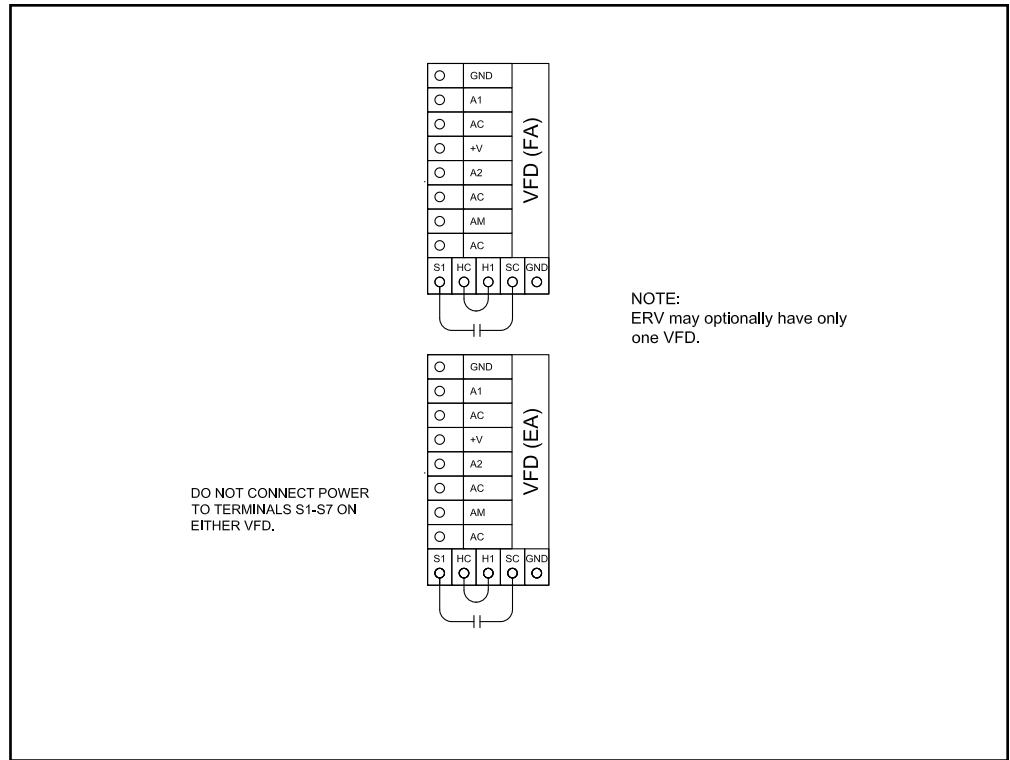 GND
A1
AC
+V
A2
AC
AM
AC
VFD (FA)
S1 HC H1 SC GND
NOTE:
ERV may optionally have only
one VFD.
GND
A1
AC
+V
A2
AC
AM
AC
VFD (EA)
S1 HC H1 SC GND
DO NOT CONNECT POWER
TO TERMINALS S1-S7 ON
EITHER VFD.